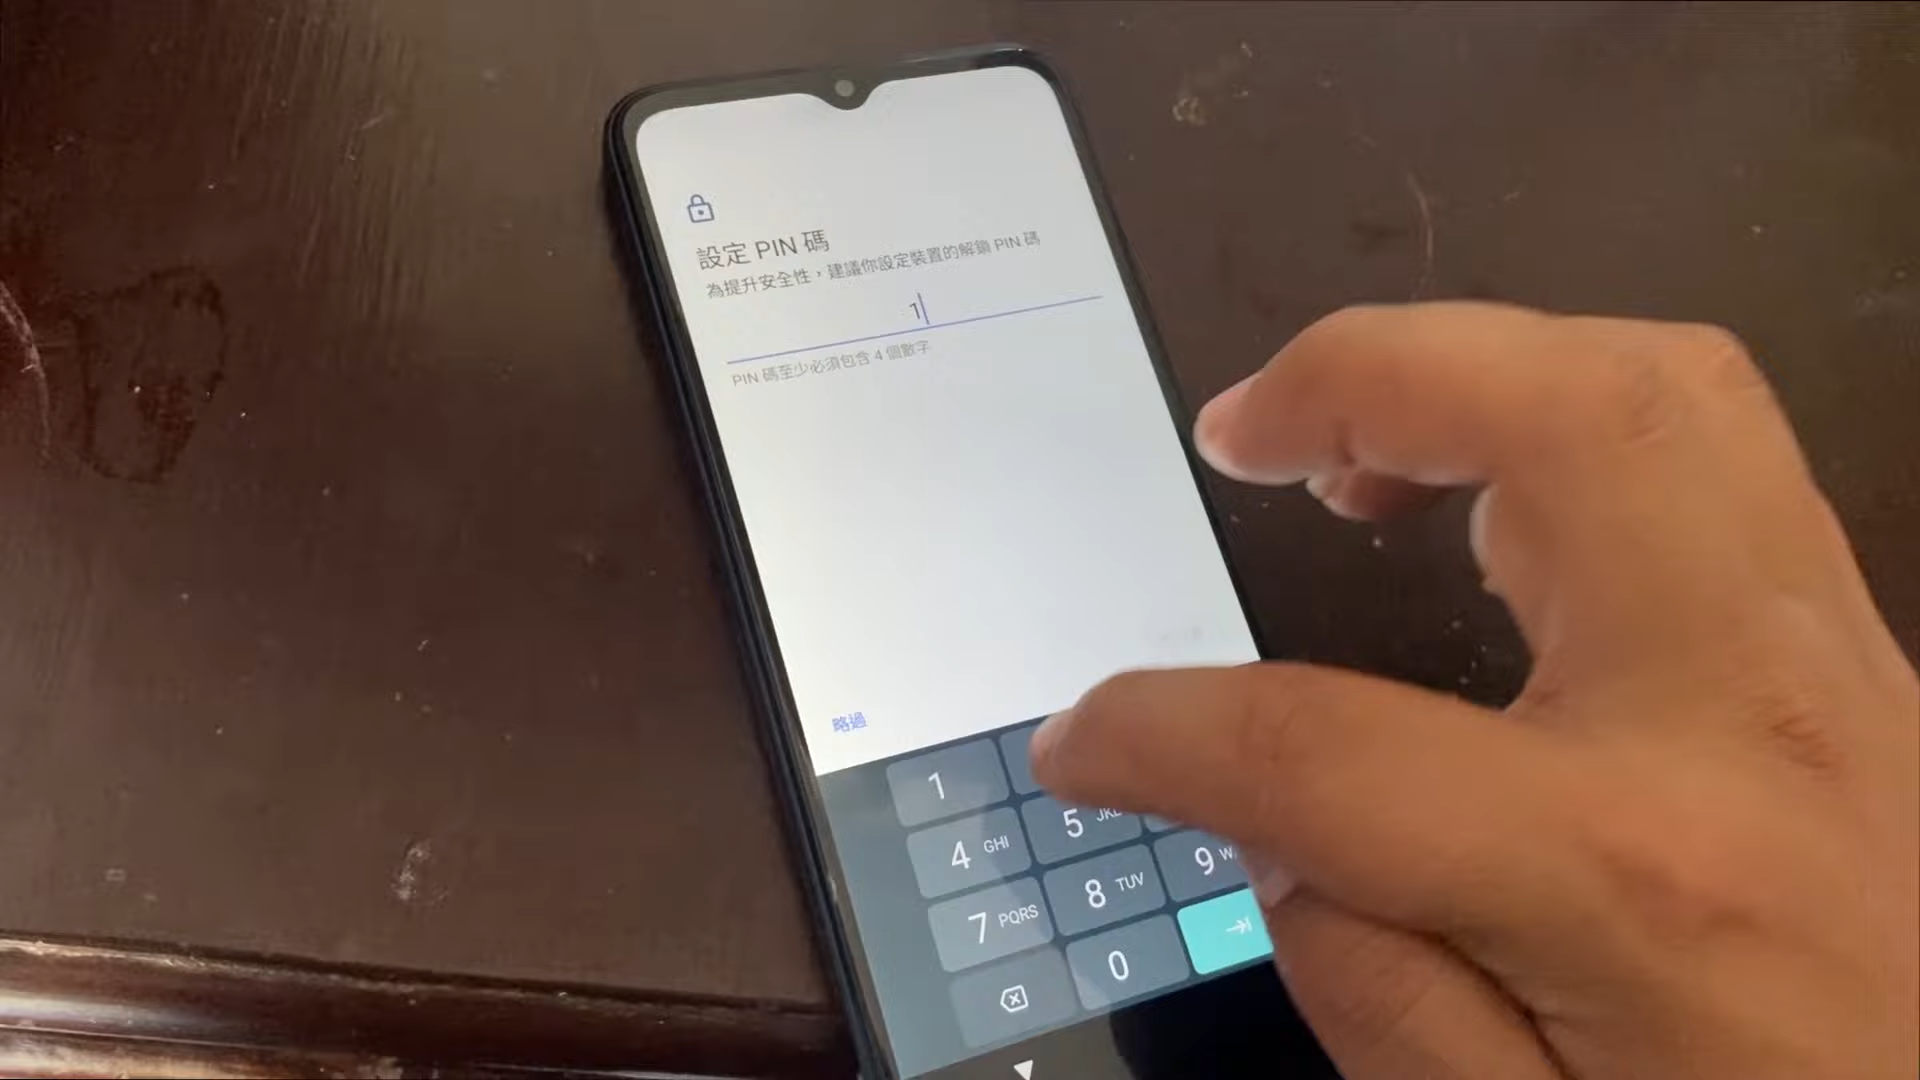 設定 PIN 碼
為提升安全性，建議你設定裝置的解鎖 PIN 碼
1
PIN 碼至少必須包含 4 個數字
略過
1
4 GHI
5 JKL
7 PQRS
8 TUV
9 W
0